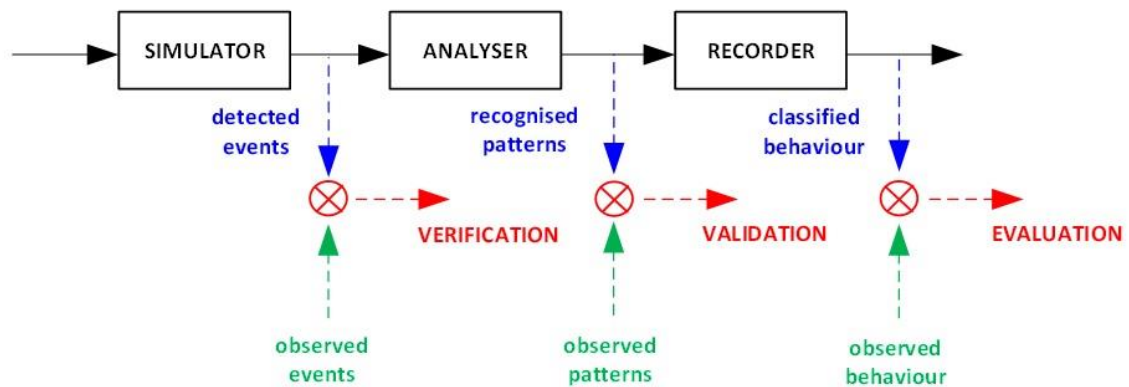 SIMULATOR
ANALYSER
RECORDER
detected
events
recognised
patterns
classified
behaviour
VERIFICATION
VALIDATION
EVALUATION
observed
events
observed
patterns
observed
behaviour